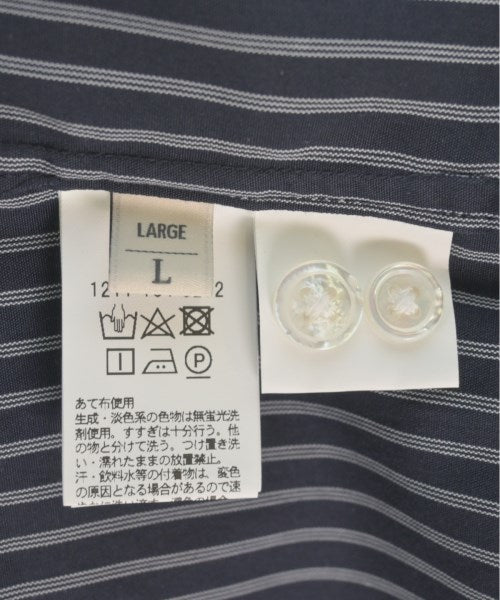 LARGE
L
P
あて布使用
生成・淡色系の色物は無蛍光洗
剤使用。すすぎは十分行う。他
の物と分けて洗う。つけ置き洗
い・濡れたままの放置禁止。
汗・飲料水等の付着物は、変色
の原因となる場合があるので速